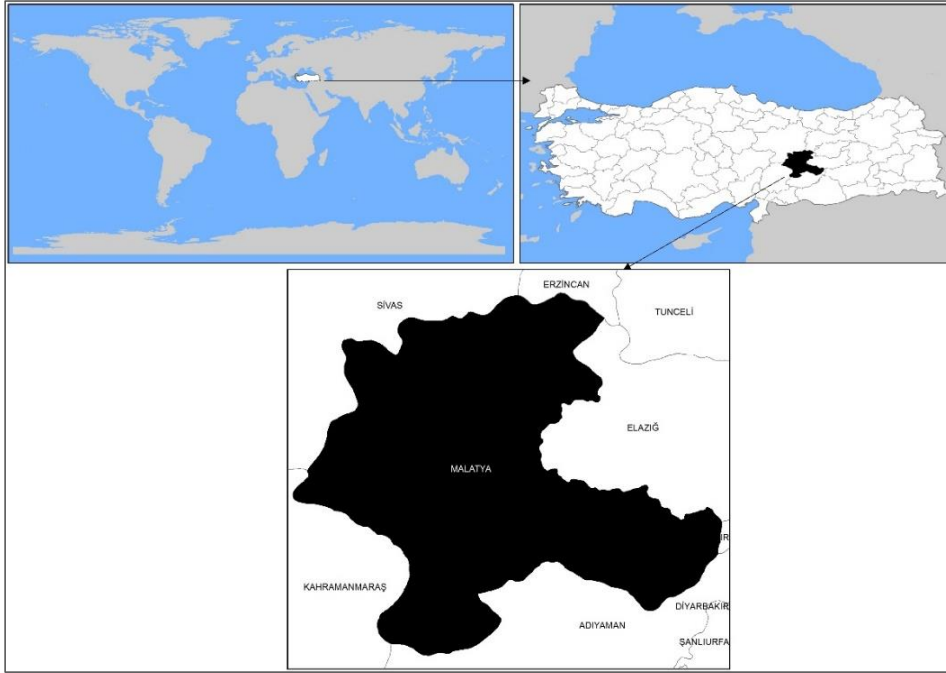 ERZİNCAN
SİVAS
TUNCELİ
ELAZIĞ
MALATYA
KAHRAMANMARAŞ
DİYARBAKIR
ADIYAMAN
ŞANLIURFA